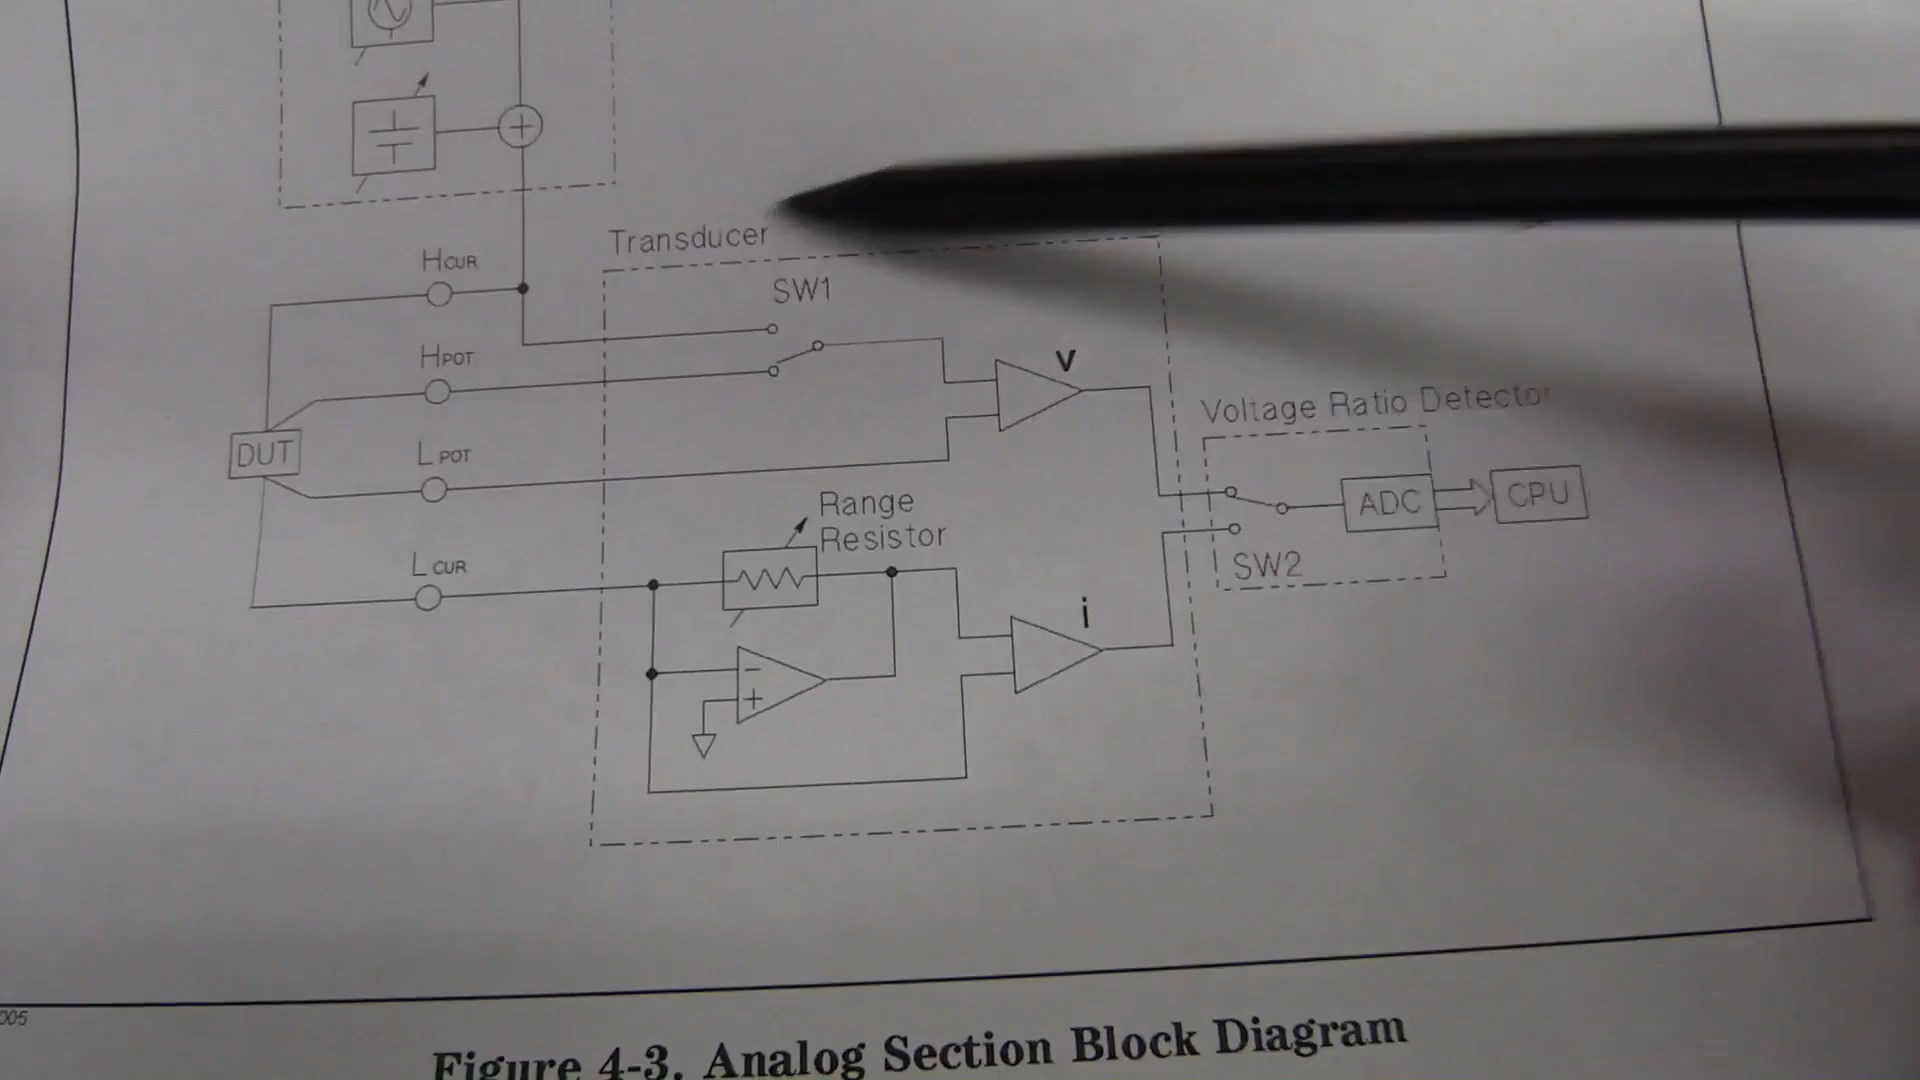 Transducer
HCUR
SW1
HPOT
V
Voltage Ratio Detector
DUT
LPOT
Range
Resistor
ADC
CPU
LCUR
SW2
i
−
+
005
Figure 4-3. Analog Section Block Diagram